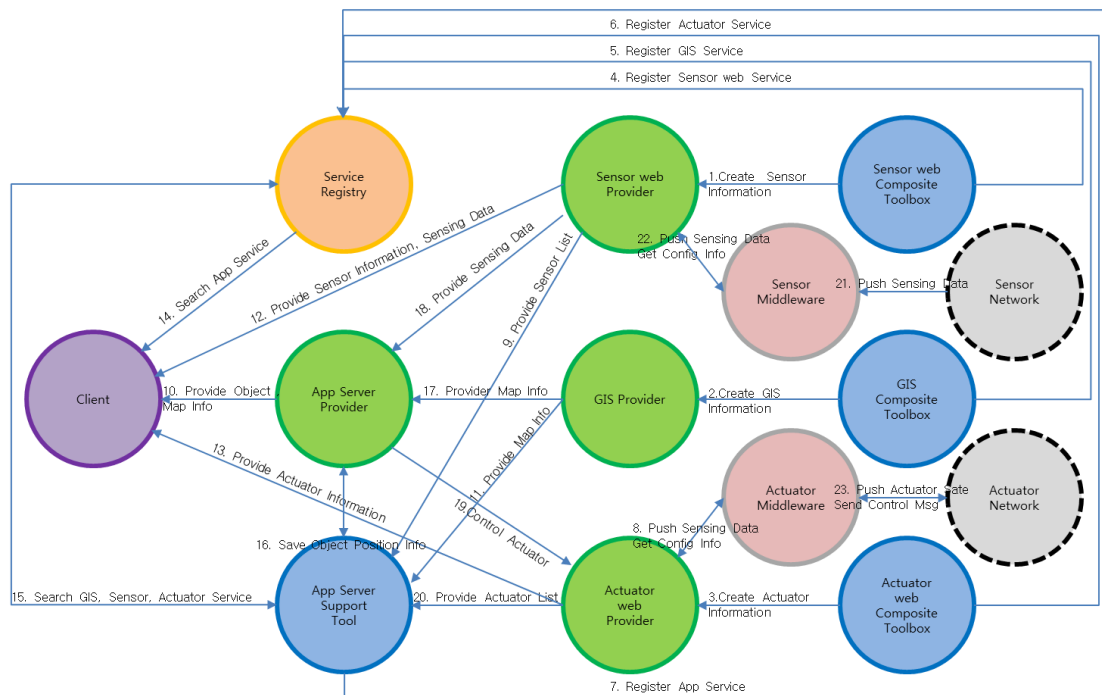 6. Register Actuator Service
5. Register GIS Service
4. Register Sensor web Service
Service
Registry
Sensor web
Provider
1.Create Sensor
Information
Sensor web
Composite
Toolbox
14. Search App Service
12. Provide Sensor Information, Sensing Data
18. Provide Sensing Data
9. Provide Sensor List
22. Push Sensing Data
Get Config Info
Sensor
Middleware
21. Push Sensing Data
Sensor
Network
Client
10. Provide Object
Map Info
App Server
Provider
17. Provider Map Info
GIS Provider
2.Create GIS
Information
GIS
Composite
Toolbox
13. Provide Actuator Information
11. Provide Map Info
19.Control Actuator
Actuator
Middleware
23. Push Actuator Sate
Send Control Msg
Actuator
Network
16. Save Object Position Info
8. Push Sensing Data
Get Config Info
15. Search GIS, Sensor, Actuator Service
App Server
Support
Tool
20. Provide Actuator List
Actuator
web
Provider
3.Create Actuator
Information
Actuator
web
Composite
Toolbox
7. Register App Service